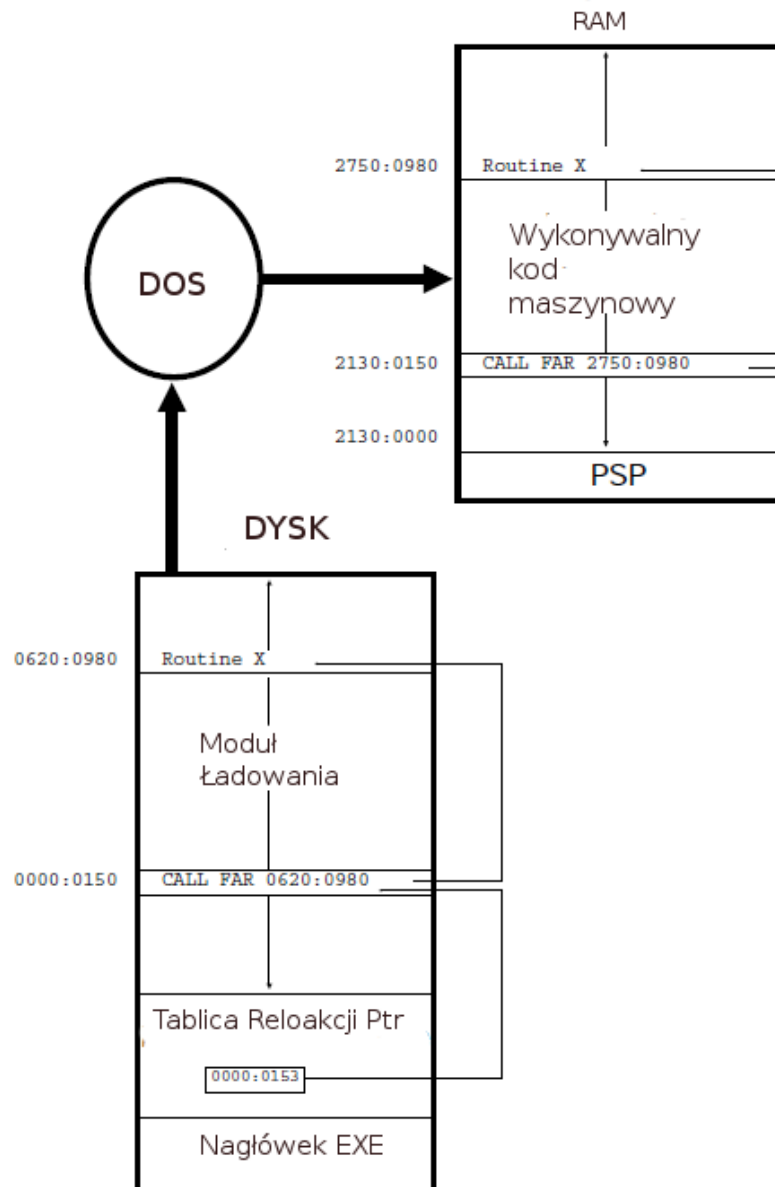 RAM
2750:0980 Routine X
Wykonywalny
kod
maszynowy
DOS
2130:0150 CALL FAR 2750:0980
2130:0000
PSP
DYSK
0620:0980 Routine X
Moduł
Ładowania
0000:0150 CALL FAR 0620:0980
Tablica Reloakcji Ptr
0000:0153
Nagłówek EXE